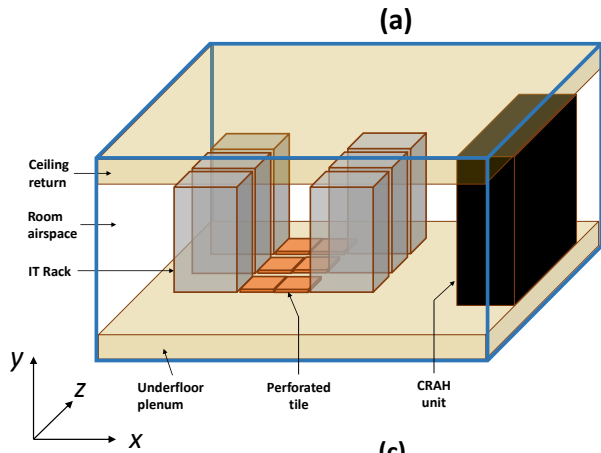 (a)
Ceiling
return
Room
airspace
IT Rack
y
z
x
Underfloor
plenum
Perforated
tile
CRAH
unit
(c)